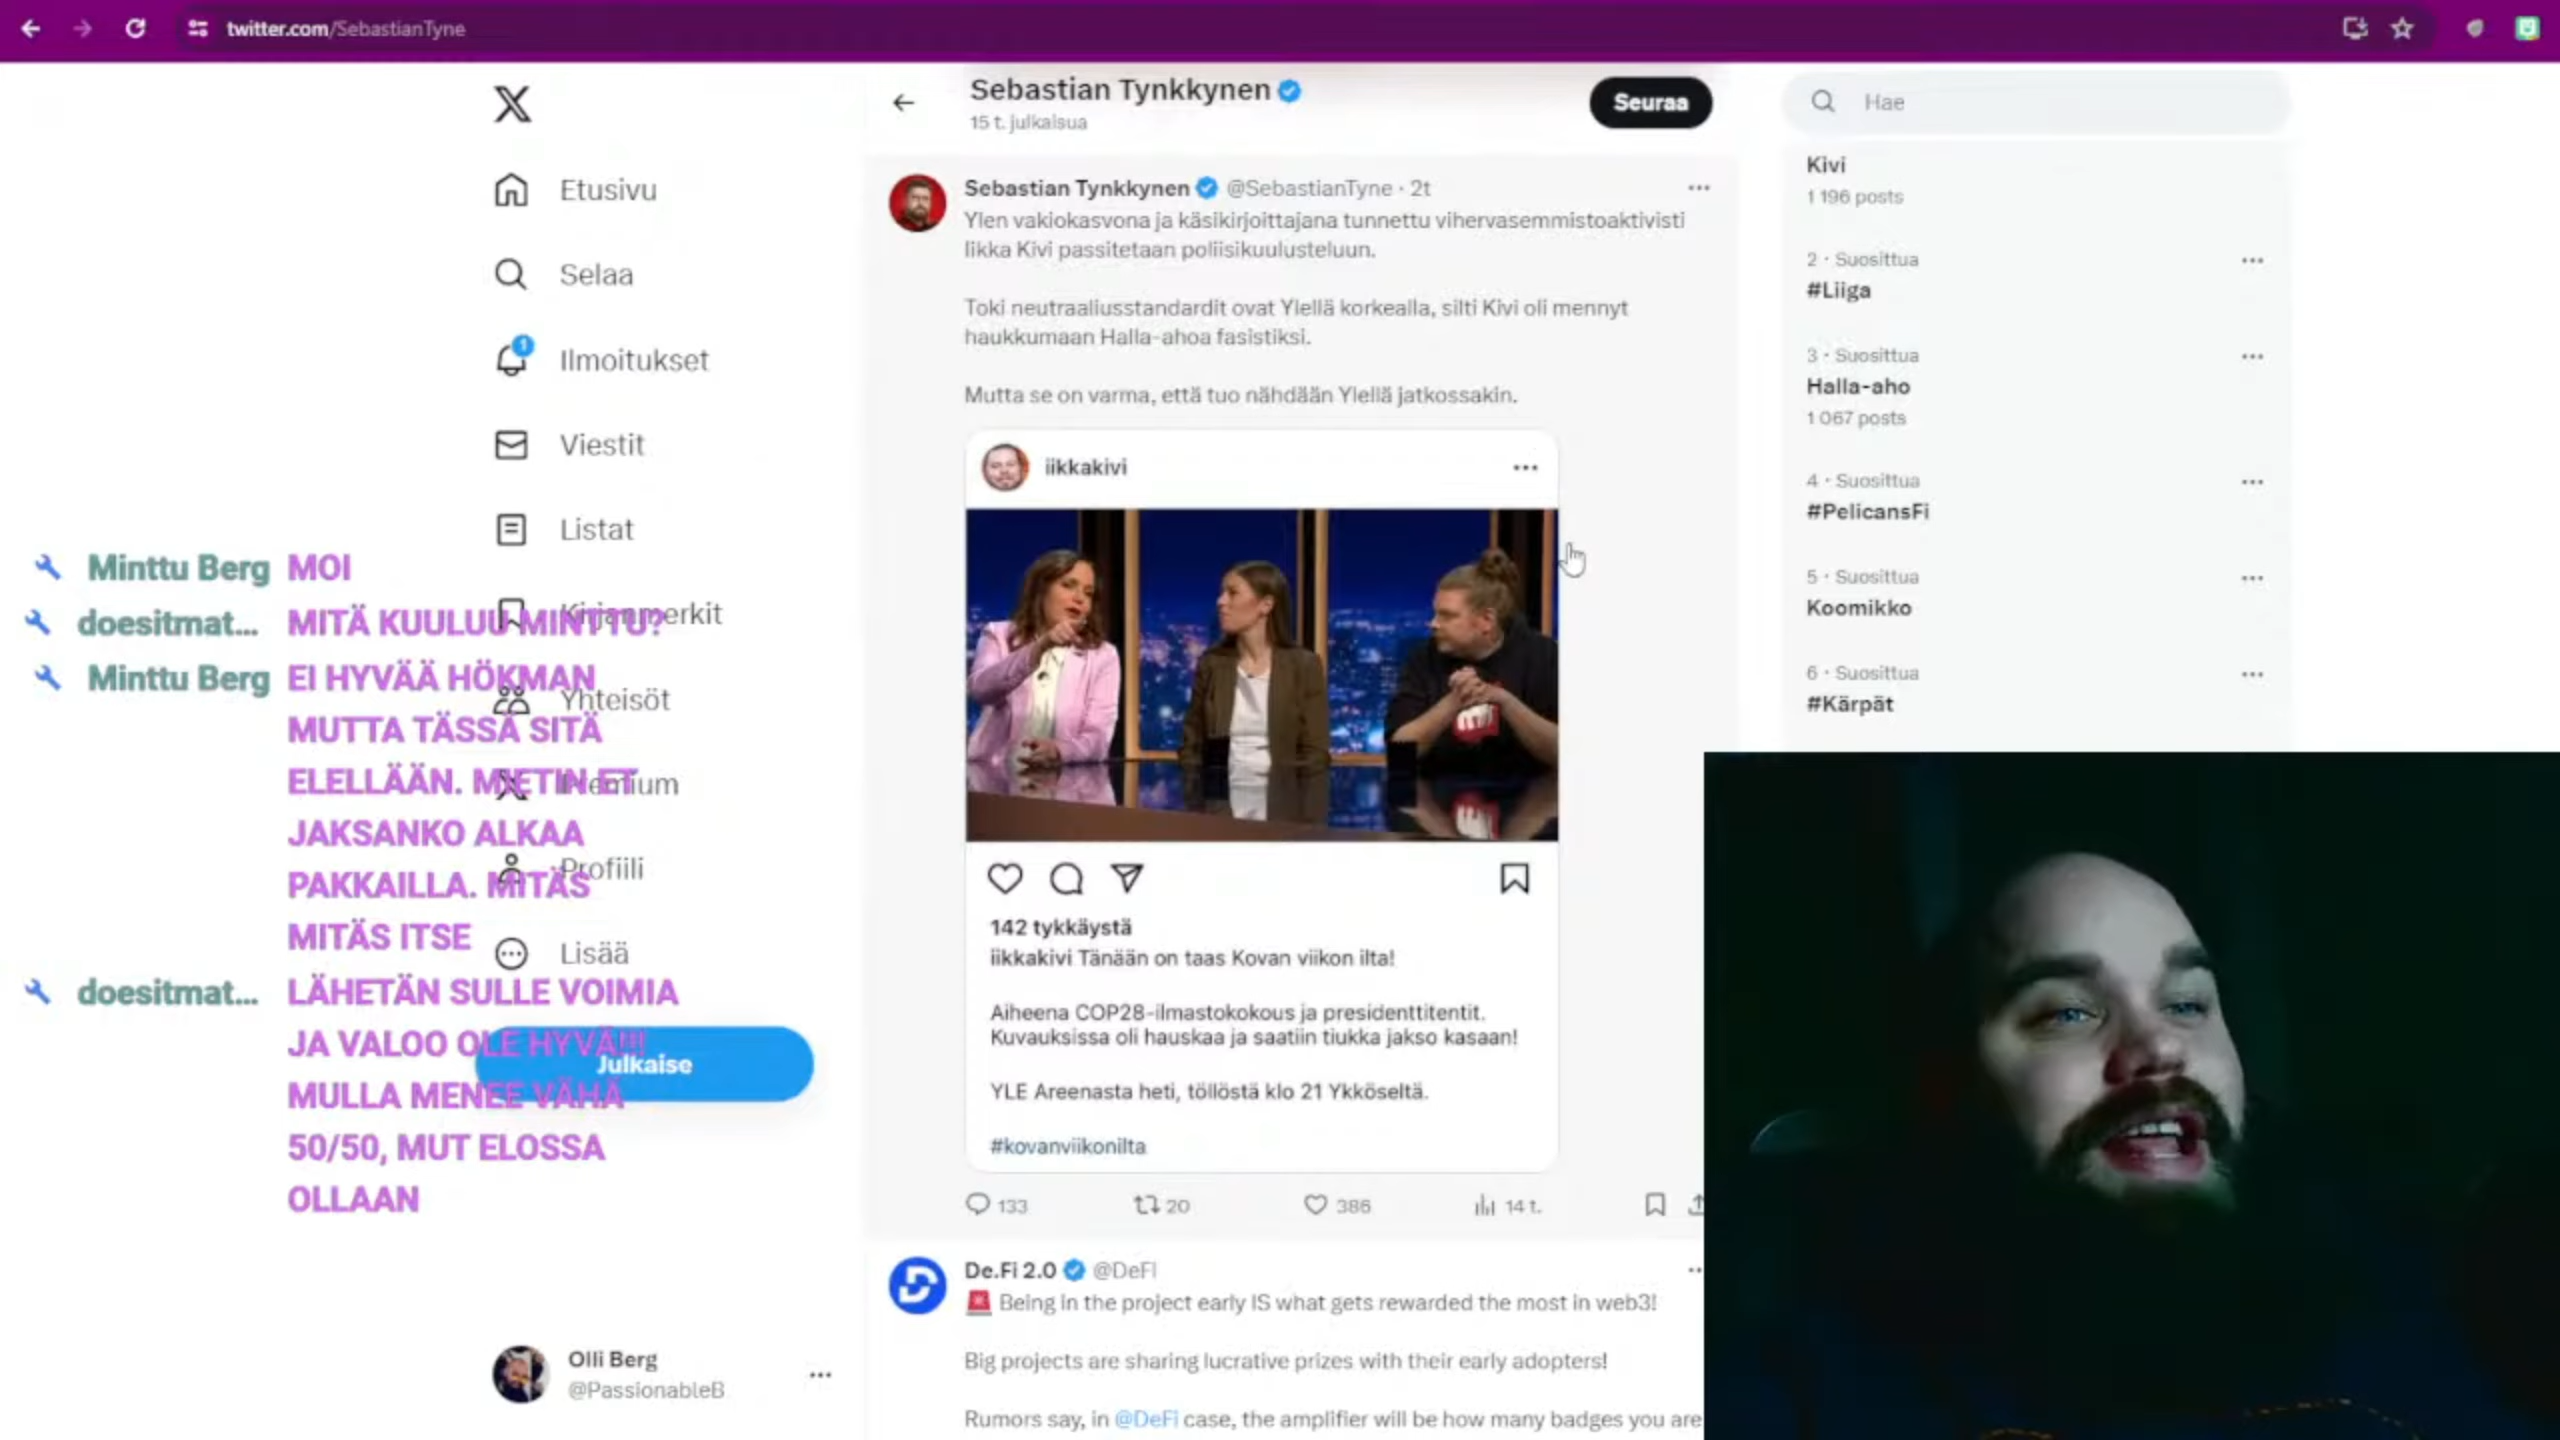 twitter.com/SebastianTyne
Sebastian Tynkkynen
15 t. julkaisua
Seuraa
Hae
Etusivu
Selaa
1
Ilmoitukset
Viestit
Listat
Kirjanmerkit
Yhteisöt
Premium
Profiili
Lisää
Julkaise
Olli Berg
@PassionableB
Minttu Berg MOI
doesitmat... MITÄ KUULUU MINTTU?
Minttu Berg EI HYVÄÄ HÖKMAN
MUTTA TÄSSÄ SITÄ
ELELLÄÄN. MIETIN ET
JAKSANKO ALKAA
PAKKAILLA. MITÄS
MITÄS ITSE
doesitmat... LÄHETÄN SULLE VOIMIA
JA VALOO OLE HYVÄ!!!
MULLA MENEE VÄHÄ
50/50, MUT ELOSSA
OLLAAN
Sebastian Tynkkynen @SebastianTyne · 2t
Ylen vakiokasvona ja käsikirjoittajana tunnettu vihervasemmistoaktivisti
Iikka Kivi passitetaan poliisikuulusteluun.
Toki neutraaliusstandardit ovat Ylellä korkealla, silti Kivi oli mennyt
haukkumaan Halla-ahoa fasistiksi.
Mutta se on varma, että tuo nähdään Ylellä jatkossakin.
iikkakivi
142 tykkäystä
iikkakivi Tänään on taas Kovan viikon ilta!
Aiheena COP28-ilmastokokous ja presidenttitentit.
Kuvauksissa oli hauskaa ja saatiin tiukka jakso kasaan!
YLE Areenasta heti, töllöstä klo 21 Ykköseltä.
#kovanviikonilta
133 20 386 14 t.
De.Fi 2.0 @DeFi
Being in the project early IS what gets rewarded the most in web3!
Big projects are sharing lucrative prizes with their early adopters!
Rumors say, in @DeFi case, the amplifier will be how many badges you are
Kivi
1 196 posts
2 · Suosittua
#Liiga
3 · Suosittua
Halla-aho
1 067 posts
4 · Suosittua
#PelicansFi
5 · Suosittua
Koomikko
6 · Suosittua
#Kärpät